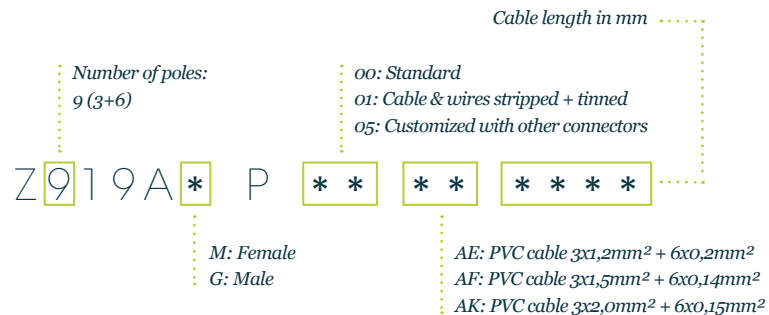 Cable length in mm
Number of poles:
9 (3+6)
00: Standard
01: Cable & wires stripped + tinned
05: Customized with other connectors
Z919A* P ** ** ****
M: Female
G: Male
AE: PVC cable 3x1,2mm² + 6x0,2mm²
AF: PVC cable 3x1,5mm² + 6x0,14mm²
AK: PVC cable 3x2,0mm² + 6x0,15mm²